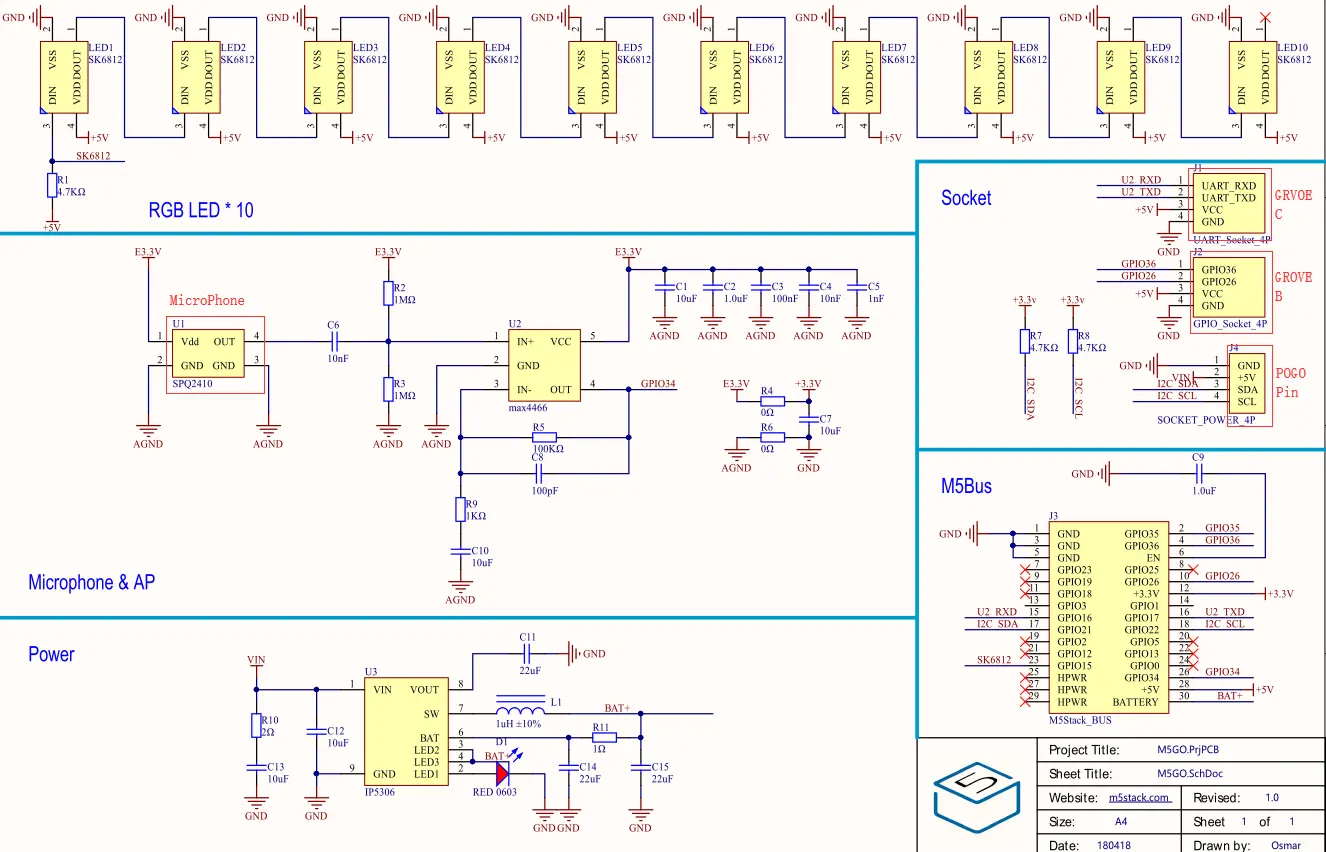 GND GND GND GND GND GND GND GND GND GND
2 1 2 1 2 1 2 1 2 1 2 1 2 1 2 1 2 1 2 1
LED1 LED2 LED3 LED4 LED5 LED6 LED7 LED8 LED9 LED10
SK6812 SK6812 SK6812 SK6812 SK6812 SK6812 SK6812 SK6812 SK6812 SK6812
VSS DOUT VSS DOUT VSS DOUT VSS DOUT VSS DOUT VSS DOUT VSS DOUT VSS DOUT VSS DOUT VSS DOUT
DIN VDD DIN VDD DIN VDD DIN VDD DIN VDD DIN VDD DIN VDD DIN VDD DIN VDD DIN VDD
3 4 3 4 3 4 3 4 3 4 3 4 3 4 3 4 3 4 3 4
+5V +5V +5V +5V +5V +5V +5V +5V +5V +5V
SK6812
R1
4.7KΩ
+5V
RGB LED * 10
Socket
J1
U2_RXD 1 UART_RXD
U2_TXD 2 UART_TXD
+5V 3 VCC
4 GND
GND
UART_Socket_4P
GRVOE
C
J2
GPIO36 1 GPIO36
GPIO26 2 GPIO26
+5V 3 VCC
4 GND
GND
GPIO_Socket_4P
GROVE
B
+3.3v +3.3v
R7
4.7KΩ
I2C_SDA
R8
4.7KΩ
I2C_SCL
J4
GND 1 GND
VIN 2 +5V
I2C_SDA 3 SDA
I2C_SCL 4 SCL
SOCKET_POWER_4P
POGO
Pin
E3.3V E3.3V E3.3V
MicroPhone
U1
1 Vdd OUT 4
2 GND GND 3
SPQ2410
AGND AGND AGND AGND
C6
10nF
R2
1MΩ
R3
1MΩ
U2
1 IN+ VCC 5
2 GND
3 IN- OUT 4
max4466
GPIO34
C1 C2 C3 C4 C5
10uF 1.0uF 100nF 10nF 1nF
AGND AGND AGND AGND AGND
E3.3V +3.3V
R4
0Ω
C7
10uF
R6
0Ω
AGND GND
R5
100KΩ
C8
100pF
R9
1KΩ
C10
10uF
AGND
Microphone & AP
M5Bus
C9
GND
1.0uF
J3
GND
1 GND GPIO35 2 GPIO35
3 GND GPIO36 4 GPIO36
5 GND EN 6
7 GPIO23 GPIO25 8
9 GPIO19 GPIO26 10 GPIO26
11 GPIO18 +3.3V 12 +3.3V
13 GPIO3 GPIO1 14
U2_RXD 15 GPIO16 GPIO17 16 U2_TXD
I2C_SDA 17 GPIO21 GPIO22 18 I2C_SCL
19 GPIO2 GPIO5 20
21 GPIO12 GPIO13 22
SK6812 23 GPIO15 GPIO0 24
25 HPWR GPIO34 26 GPIO34
27 HPWR +5V 28 +5V
29 HPWR BATTERY 30 BAT+
M5Stack_BUS
Power
VIN
U3
1 VIN VOUT 8
SW 7
BAT 6
LED2 3
LED3 4
9 GND LED1 2
IP5306
R10
2Ω
C13
10uF
GND
C12
10uF
GND
C11
22uF
GND
L1
1uH ±10%
BAT+
R11
1Ω
D1
BAT+
RED 0603
C14
22uF
C15
22uF
GND GND GND
Project Title: M5GO.PrjPCB
Sheet Title: M5GO.SchDoc
Website: m5stack.com Revised: 1.0
Size: A4 Sheet 1 of 1
Date: 180418 Drawn by: Osmar